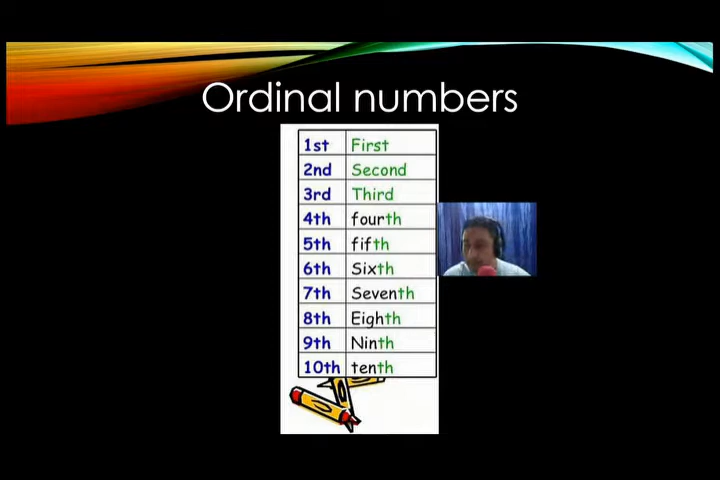 Ordinal numbers
1st First
2nd Second
3rd Third
4th fourth
5th fifth
6th Sixth
7th Seventh
8th Eighth
9th Ninth
10th tenth